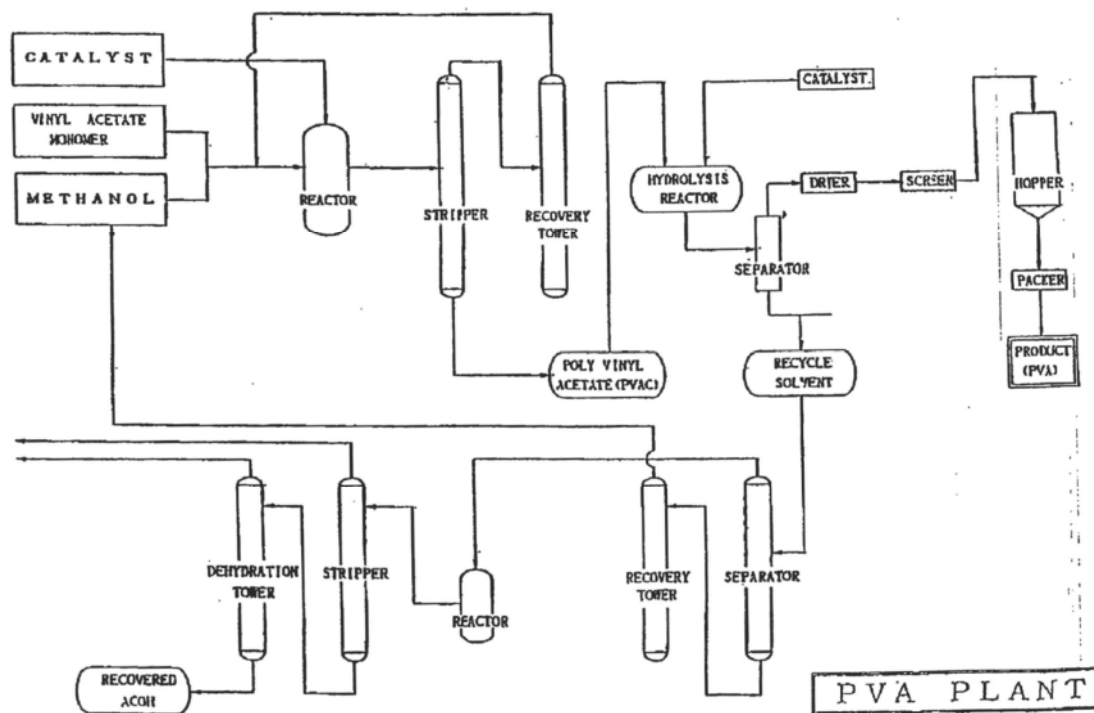 CATALYST
VINYL ACETATE
MONOMER
METHANOL
REACTOR
STRIPPER
RECOVERY
TOWER
CATALYST.
HYDROLYSIS
REACTOR
SEPARATOR
DRIER
SCREEN
HOPPER
PACKER
PRODUCT
(PVA)
POLY VINYL
ACETATE (PVAC)
RECYCLE
SOLVENT
DEHYDRATION
TOWER
STRIPPER
REACTOR
RECOVERY
TOWER
SEPARATOR
RECOVERED
ACOH
PVA PLANT